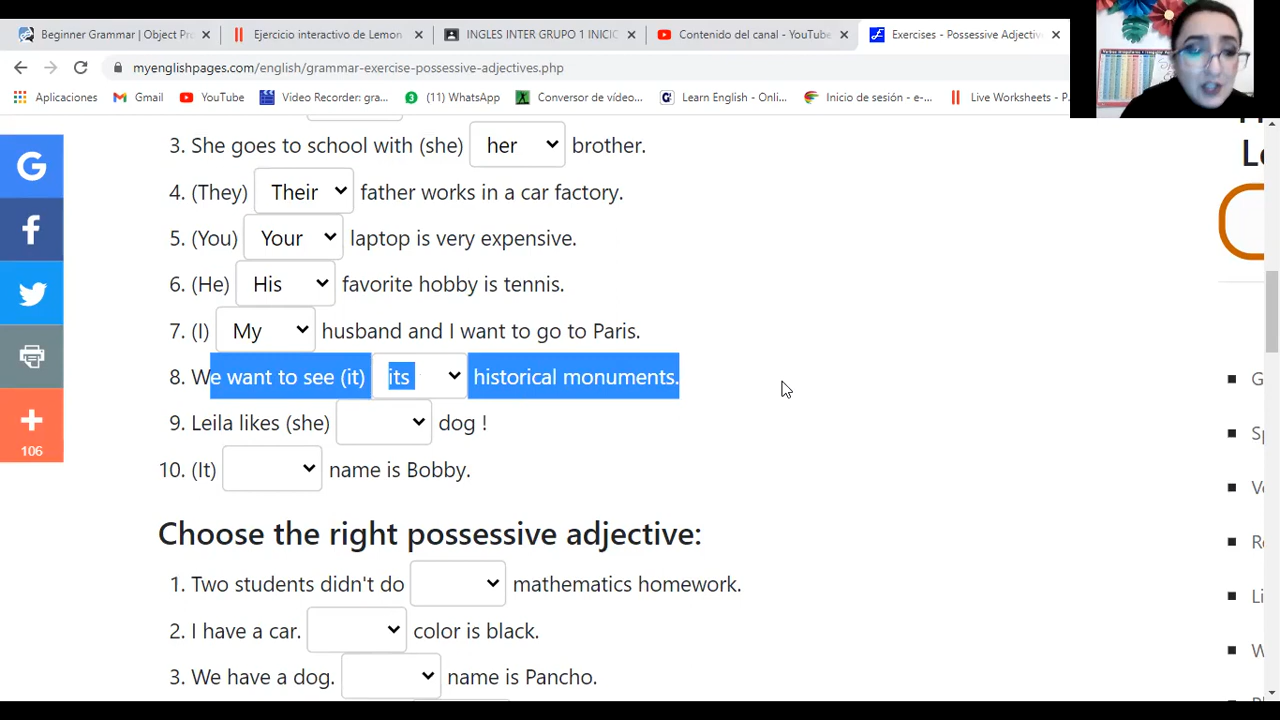 Beginner Grammar | Object Pro
Ejercicio interactivo de Lemon
INGLES INTER GRUPO 1 INICIC
Contenido del canal - YouTube
Exercises - Possessive Adjectiv
myenglishpages.com/english/grammar-exercise-possessive-adjectives.php
Aplicaciones
Gmail
YouTube
Video Recorder: gra...
(11) WhatsApp
Conversor de vídeo...
Learn English - Onli...
Inicio de sesión - e-...
Live Worksheets - P...
3. She goes to school with (she) her brother.
4. (They) Their father works in a car factory.
5. (You) Your laptop is very expensive.
6. (He) His favorite hobby is tennis.
7. (I) My husband and I want to go to Paris.
8. We want to see (it) its historical monuments.
9. Leila likes (she) dog !
10. (It) name is Bobby.
Choose the right possessive adjective:
1. Two students didn't do mathematics homework.
2. I have a car. color is black.
3. We have a dog. name is Pancho.
106